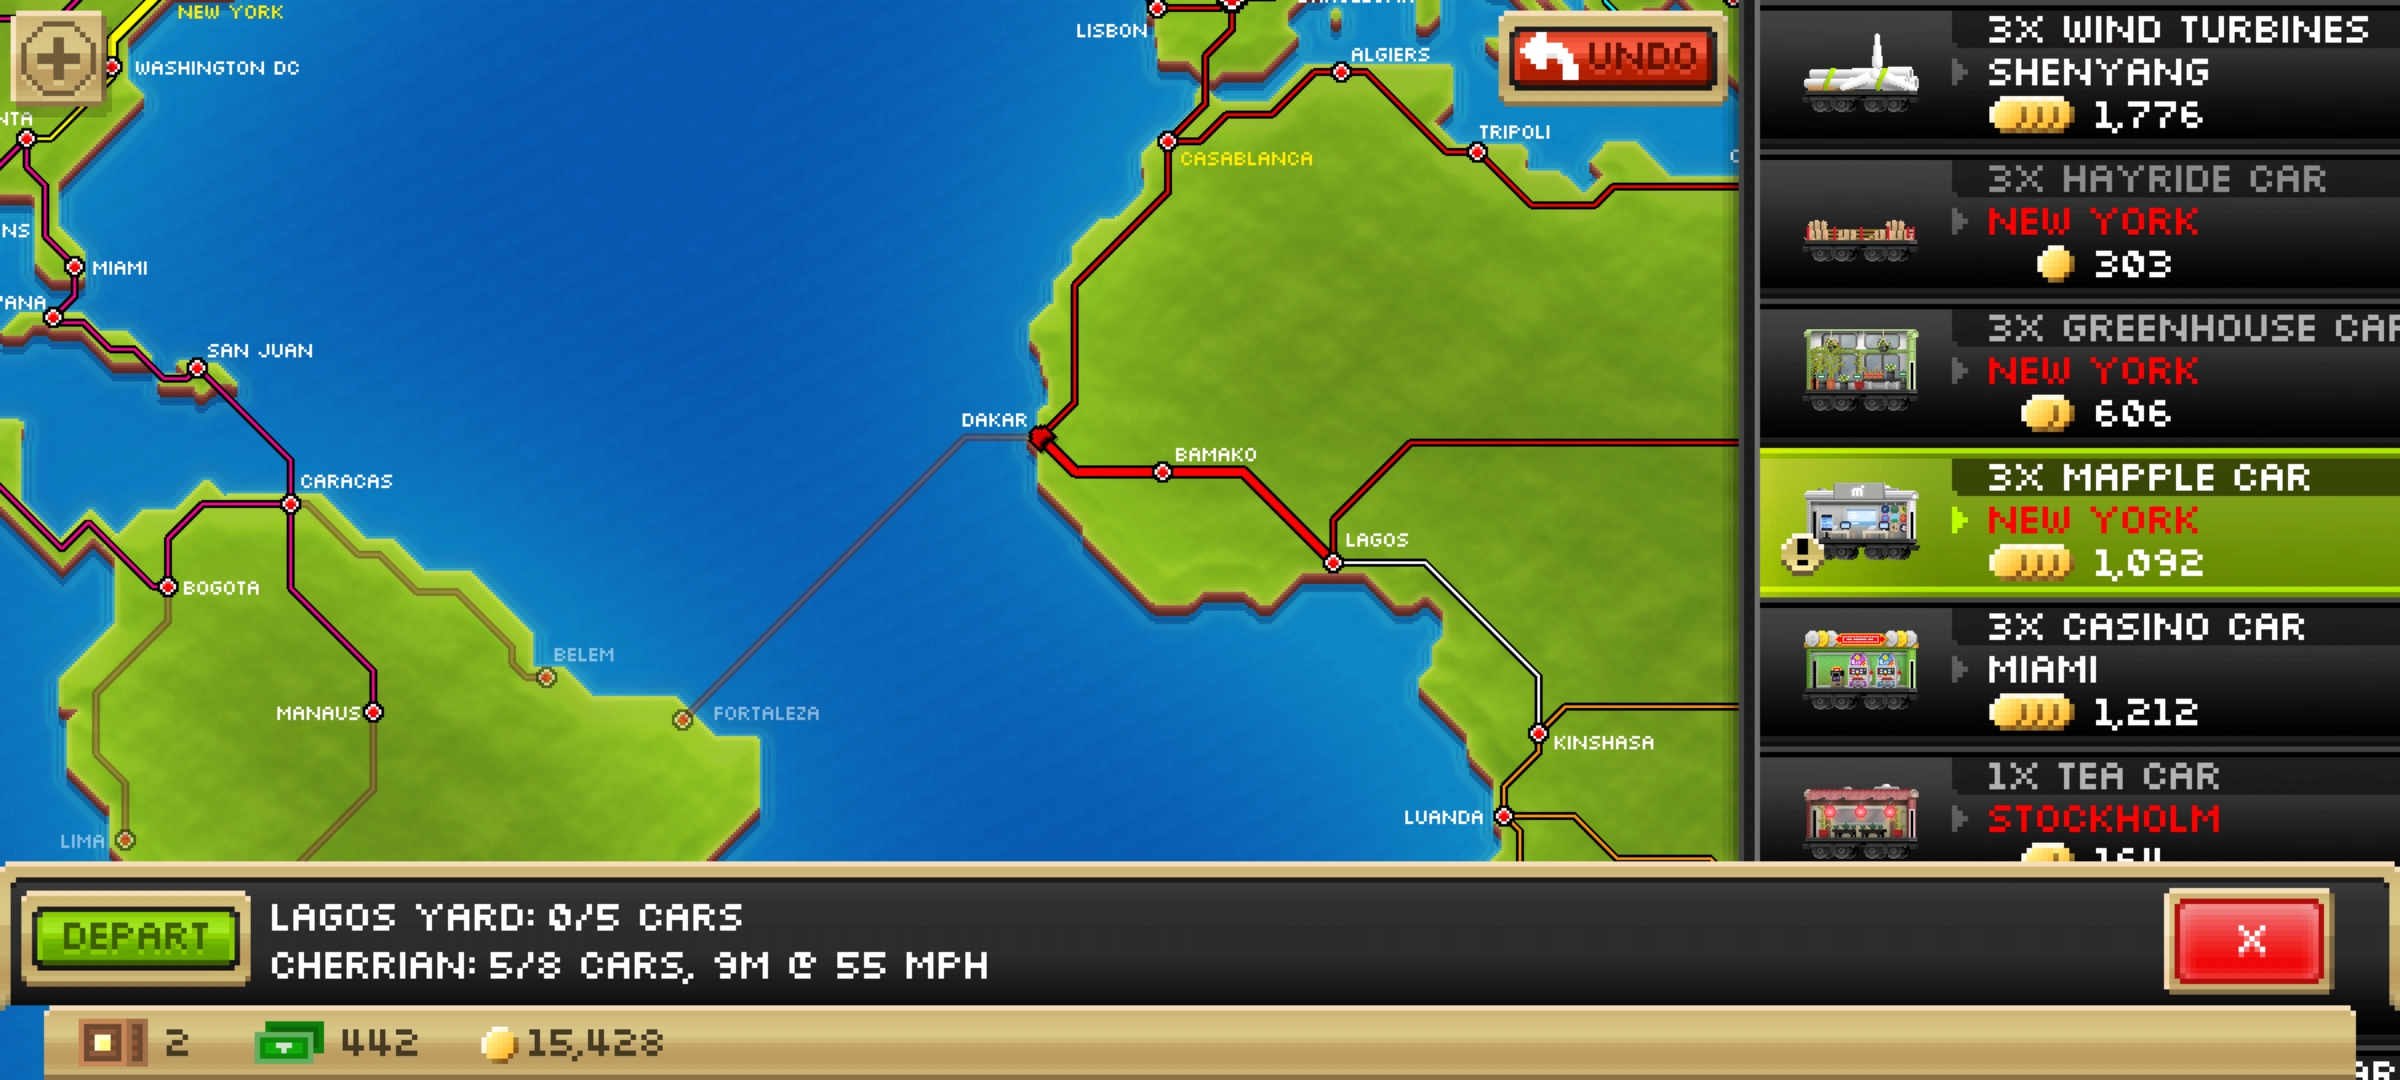 NEW YORK
WASHINGTON DC
NTA
NS
MIAMI
'ANA
SAN JUAN
CARACAS
BOGOTA
BELEM
MANAUS
FORTALEZA
LIMA
LISBON
ALGIERS
TRIPOLI
CASABLANCA
DAKAR
BAMAKO
LAGOS
KINSHASA
LUANDA
UNDO
3X WIND TURBINES
SHENYANG
1,776
3X HAYRIDE CAR
NEW YORK
303
3X GREENHOUSE CAR
NEW YORK
606
3X MAPPLE CAR
NEW YORK
1,092
3X CASINO CAR
MIAMI
1,212
1X TEA CAR
STOCKHOLM
DEPART
LAGOS YARD: 0/5 CARS
CHERRIAN: 5/8 CARS, 9M @ 55 MPH
X
2
442
15,428